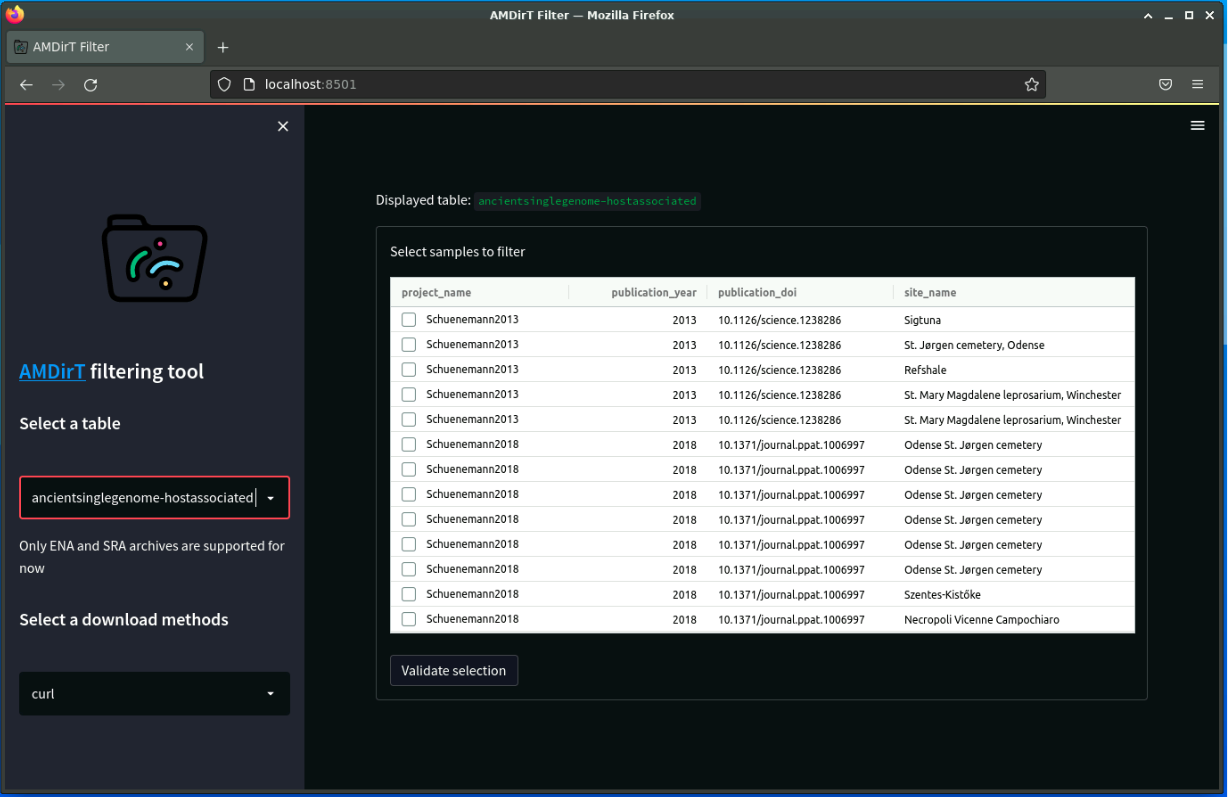 AMDirT Filter — Mozilla Firefox
AMDirT Filter
localhost:8501
AMDirT filtering tool
Select a table
ancientsinglegenome-hostassociated
Only ENA and SRA archives are supported for
now
Select a download methods
curl
Displayed table: ancientsinglegenome-hostassociated
Select samples to filter
project_name publication_year publication_doi site_name
Schuenemann2013 2013 10.1126/science.1238286 Sigtuna
Schuenemann2013 2013 10.1126/science.1238286 St. Jørgen cemetery, Odense
Schuenemann2013 2013 10.1126/science.1238286 Refshale
Schuenemann2013 2013 10.1126/science.1238286 St. Mary Magdalene leprosarium, Winchester
Schuenemann2013 2013 10.1126/science.1238286 St. Mary Magdalene leprosarium, Winchester
Schuenemann2018 2018 10.1371/journal.ppat.1006997 Odense St. Jørgen cemetery
Schuenemann2018 2018 10.1371/journal.ppat.1006997 Odense St. Jørgen cemetery
Schuenemann2018 2018 10.1371/journal.ppat.1006997 Odense St. Jørgen cemetery
Schuenemann2018 2018 10.1371/journal.ppat.1006997 Odense St. Jørgen cemetery
Schuenemann2018 2018 10.1371/journal.ppat.1006997 Odense St. Jørgen cemetery
Schuenemann2018 2018 10.1371/journal.ppat.1006997 Odense St. Jørgen cemetery
Schuenemann2018 2018 10.1371/journal.ppat.1006997 Szentes-Kistőke
Schuenemann2018 2018 10.1371/journal.ppat.1006997 Necropoli Vicenne Campochiaro
Validate selection